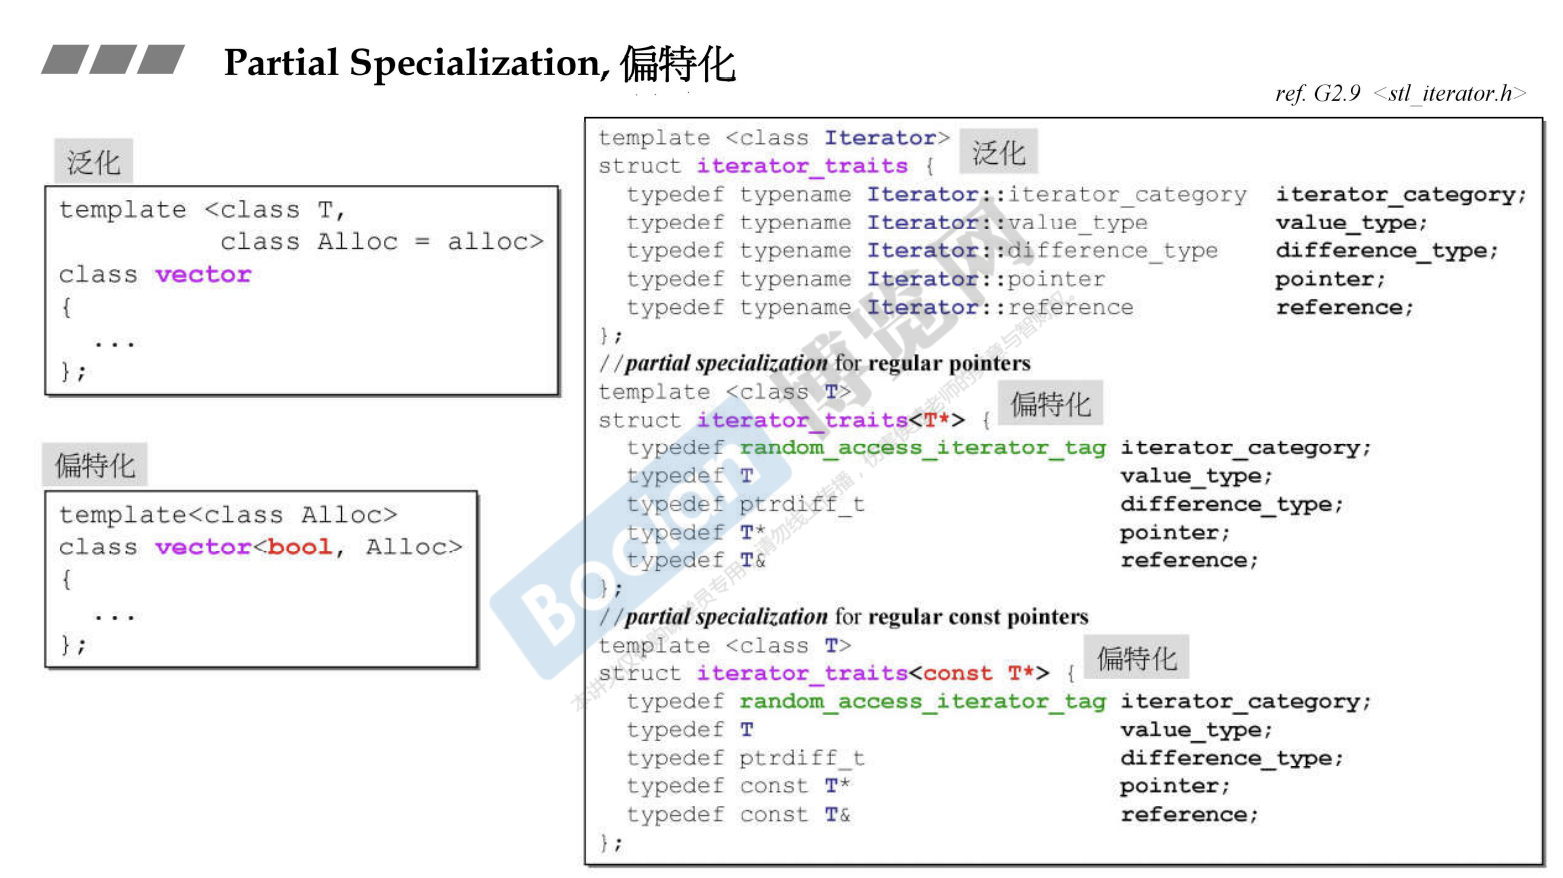 Partial Specialization, 偏特化
ref. G2.9 <stl_iterator.h>
泛化
template <class T,
class Alloc = alloc>
class vector
{
...
};
偏特化
template<class Alloc>
class vector<bool, Alloc>
{
...
};
template <class Iterator>
泛化
struct iterator_traits {
typedef typename Iterator::iterator_category iterator_category;
typedef typename Iterator::value_type value_type;
typedef typename Iterator::difference_type difference_type;
typedef typename Iterator::pointer pointer;
typedef typename Iterator::reference reference;
};
//partial specialization for regular pointers
template <class T>
偏特化
struct iterator_traits<T*> {
typedef random_access_iterator_tag iterator_category;
typedef T value_type;
typedef ptrdiff_t difference_type;
typedef T* pointer;
typedef T& reference;
};
//partial specialization for regular const pointers
template <class T>
偏特化
struct iterator_traits<const T*> {
typedef random_access_iterator_tag iterator_category;
typedef T value_type;
typedef ptrdiff_t difference_type;
typedef const T* pointer;
typedef const T& reference;
};
Boolan 博览网